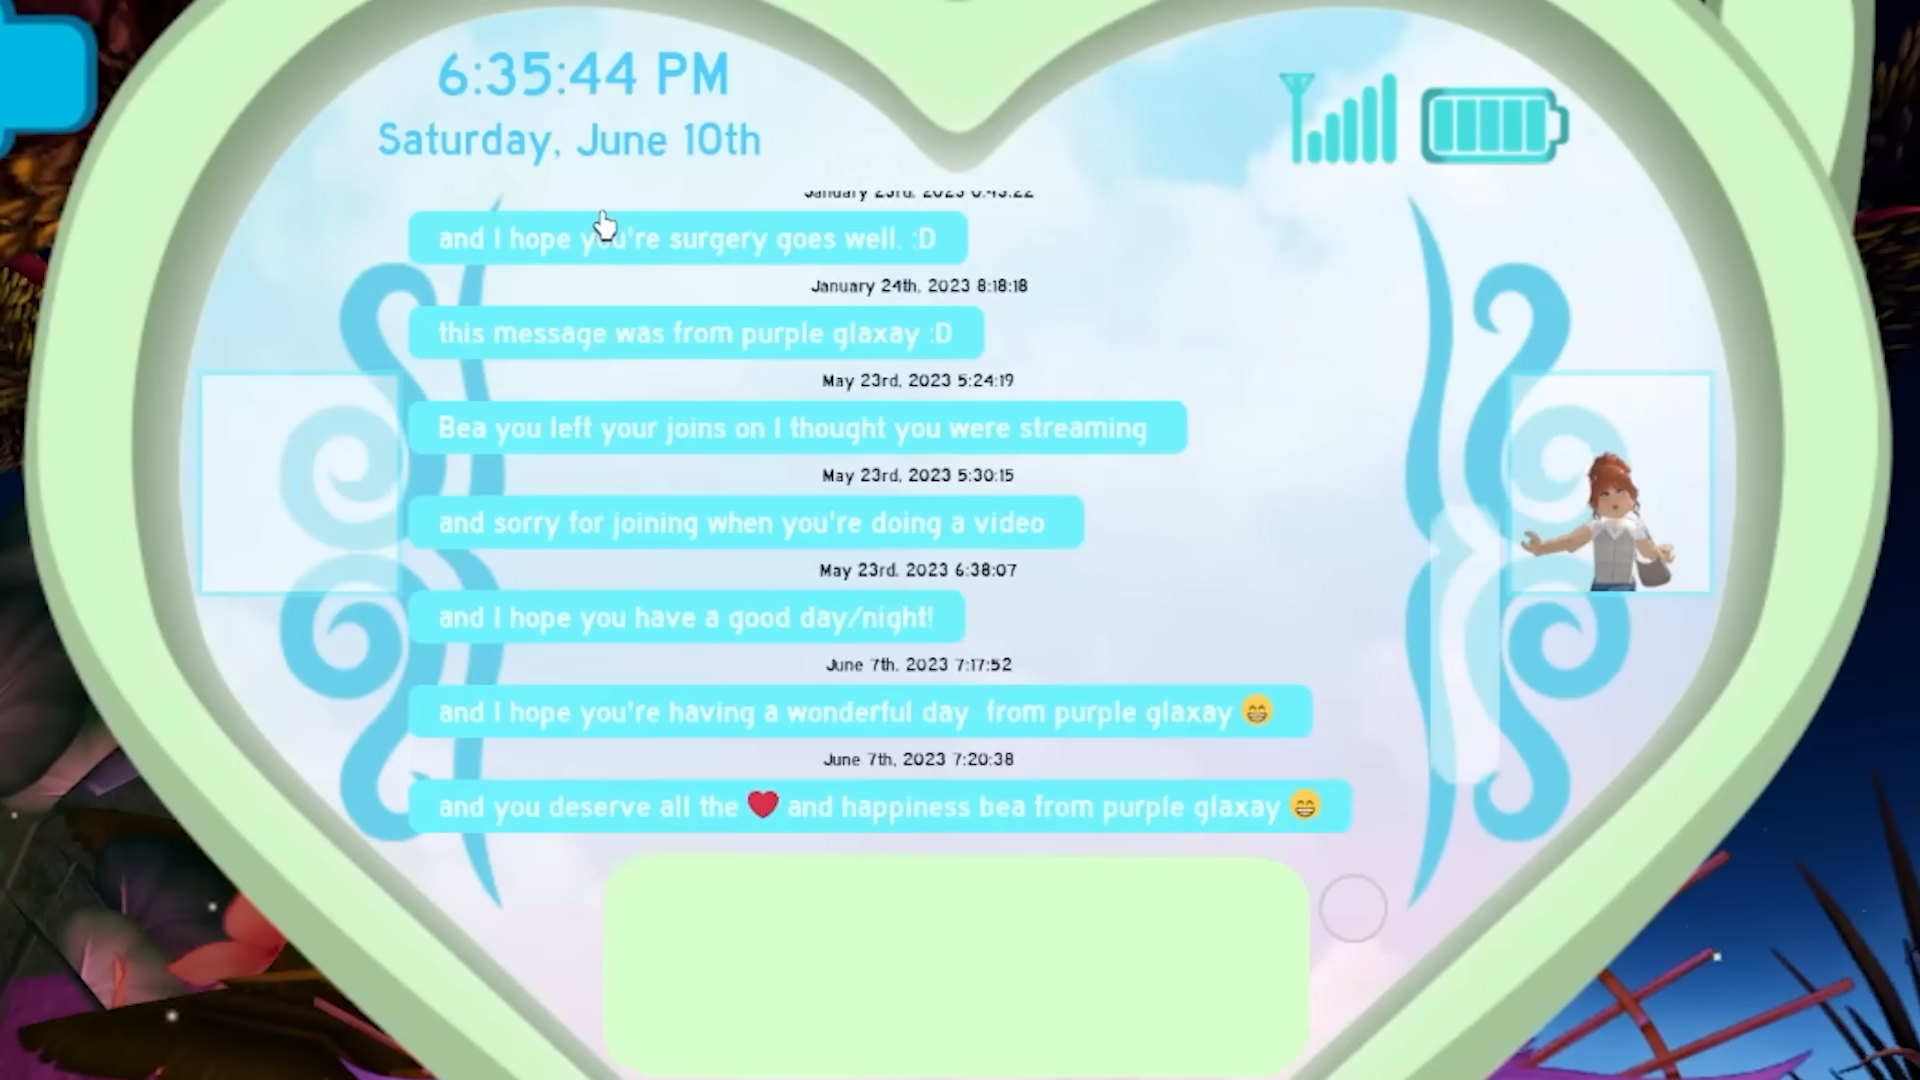 6:35:44 PM
Saturday, June 10th
January 23rd, 2023
and I hope you're surgery goes well. :D
January 24th, 2023 8:18:18
this message was from purple glaxay :D
May 23rd, 2023 5:24:19
Bea you left your joins on I thought you were streaming
May 23rd, 2023 5:30:15
and sorry for joining when you're doing a video
May 23rd, 2023 6:38:07
and I hope you have a good day/night!
June 7th, 2023 7:17:52
and I hope you're having a wonderful day from purple glaxay 😁
June 7th, 2023 7:20:38
and you deserve all the ❤️ and happiness bea from purple glaxay 😁